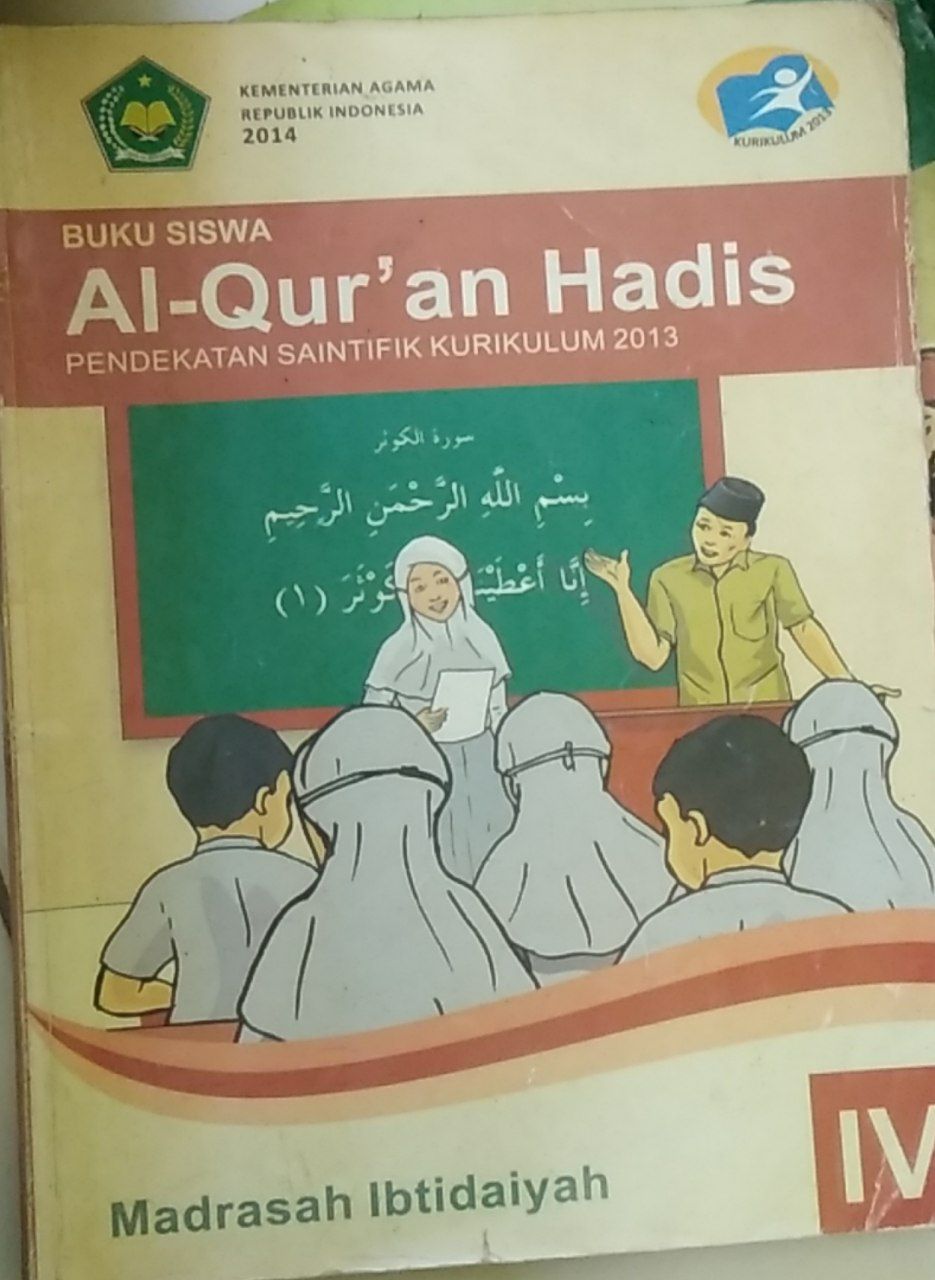 KEMENTERIAN AGAMA
REPUBLIK INDONESIA
2014
KURIKULUM 2013
BUKU SISWA
Al-Qur'an Hadis
PENDEKATAN SAINTIFIK KURIKULUM 2013
سورة الكوثر
بِسْمِ اللَّهِ الرَّحْمَنِ الرَّحِيمِ
إِنَّا (١)
IV
Madrasah Ibtidaiyah